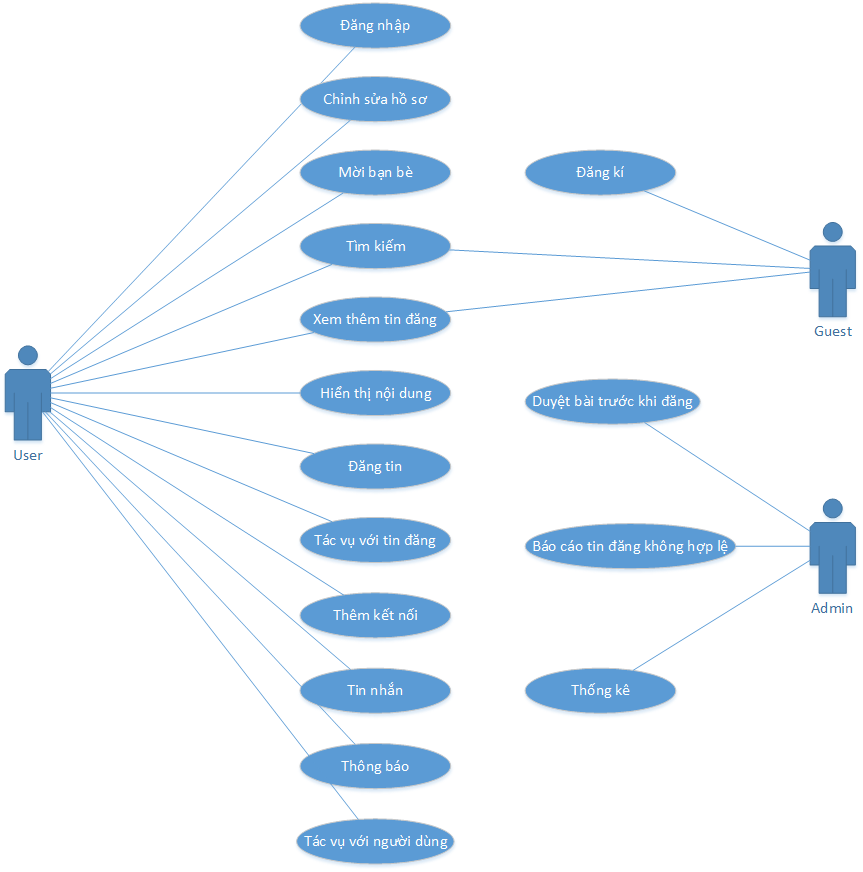 Đăng nhập
Chỉnh sửa hồ sơ
Mời bạn bè
Đăng kí
Tìm kiếm
Xem thêm tin đăng
Guest
Hiển thị nội dung
Duyệt bài trước khi đăng
User
Đăng tin
Tác vụ với tin đăng
Báo cáo tin đăng không hợp lệ
Admin
Thêm kết nối
Tin nhắn
Thống kê
Thông báo
Tác vụ với người dùng